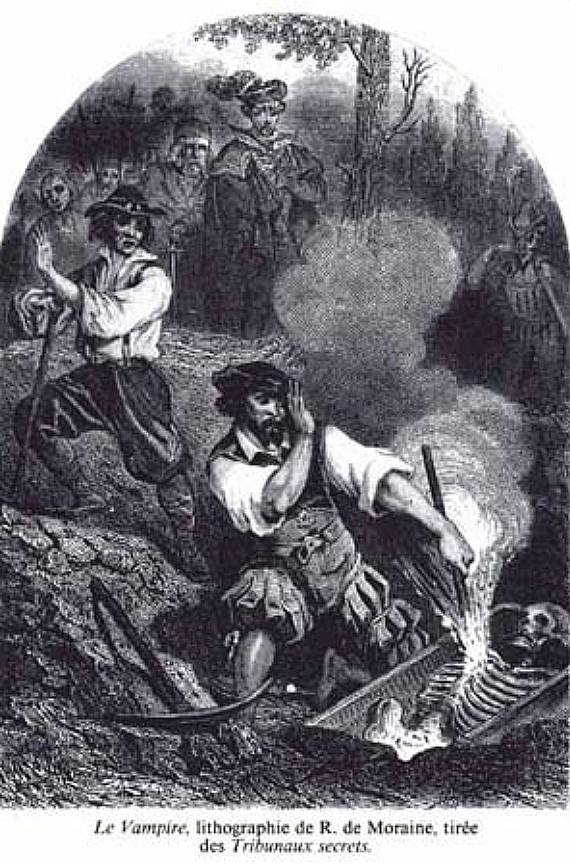 Le Vampire, lithographie de R. de Moraine, tirée
des Tribunaux secrets.